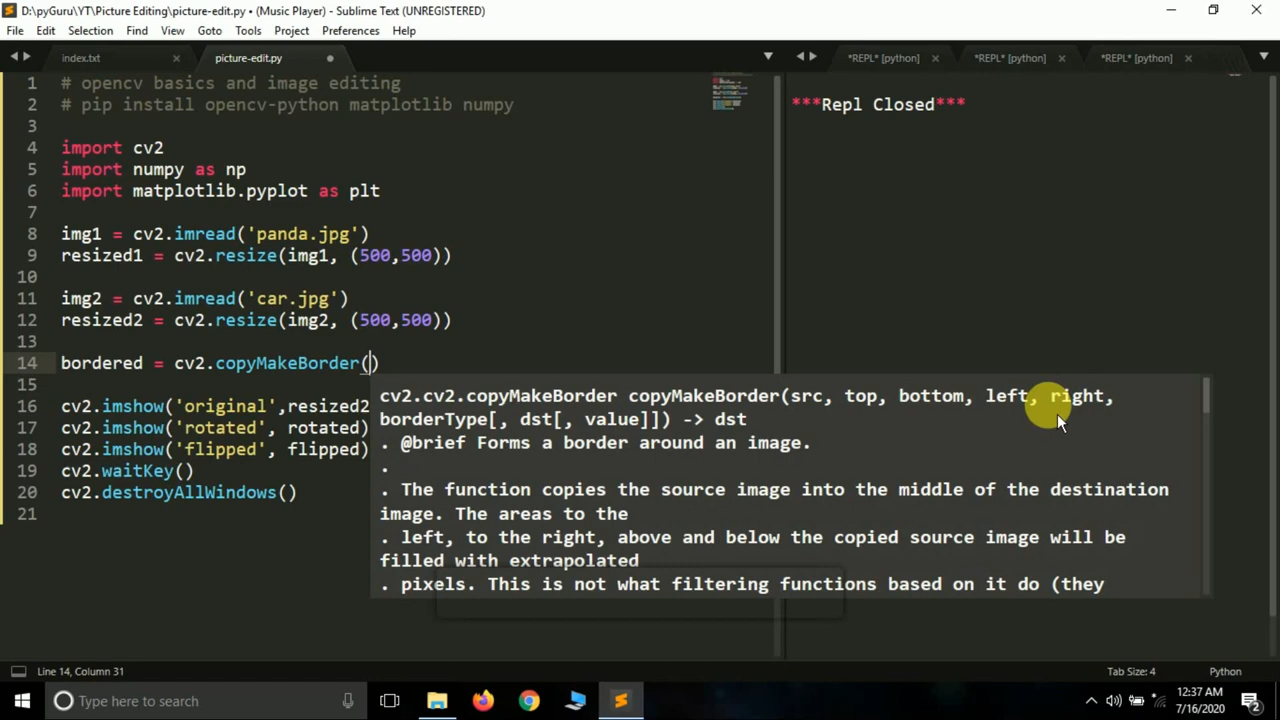 D:\pyGuru\YT\Picture Editing\picture-edit.py • (Music Player) - Sublime Text (UNREGISTERED)
File Edit Selection Find View Goto Tools Project Preferences Help
index.txt picture-edit.py *REPL* [python] *REPL* [python] *REPL* [python]
1 # opencv basics and image editing
2 # pip install opencv-python matplotlib numpy
***Repl Closed***
3
4 import cv2
5 import numpy as np
6 import matplotlib.pyplot as plt
7
8 img1 = cv2.imread('panda.jpg')
9 resized1 = cv2.resize(img1, (500,500))
10
11 img2 = cv2.imread('car.jpg')
12 resized2 = cv2.resize(img2, (500,500))
13
14 bordered = cv2.copyMakeBorder()
15
16 cv2.imshow('original',resized2
17 cv2.imshow('rotated', rotated)
18 cv2.imshow('flipped', flipped)
19 cv2.waitKey()
20 cv2.destroyAllWindows()
21
cv2.cv2.copyMakeBorder copyMakeBorder(src, top, bottom, left, right,
borderType[, dst[, value]]) -> dst
. @brief Forms a border around an image.
.
. The function copies the source image into the middle of the destination
image. The areas to the
. left, to the right, above and below the copied source image will be
filled with extrapolated
. pixels. This is not what filtering functions based on it do (they
Line 14, Column 31 Tab Size: 4 Python
Type here to search
12:37 AM
7/16/2020
2